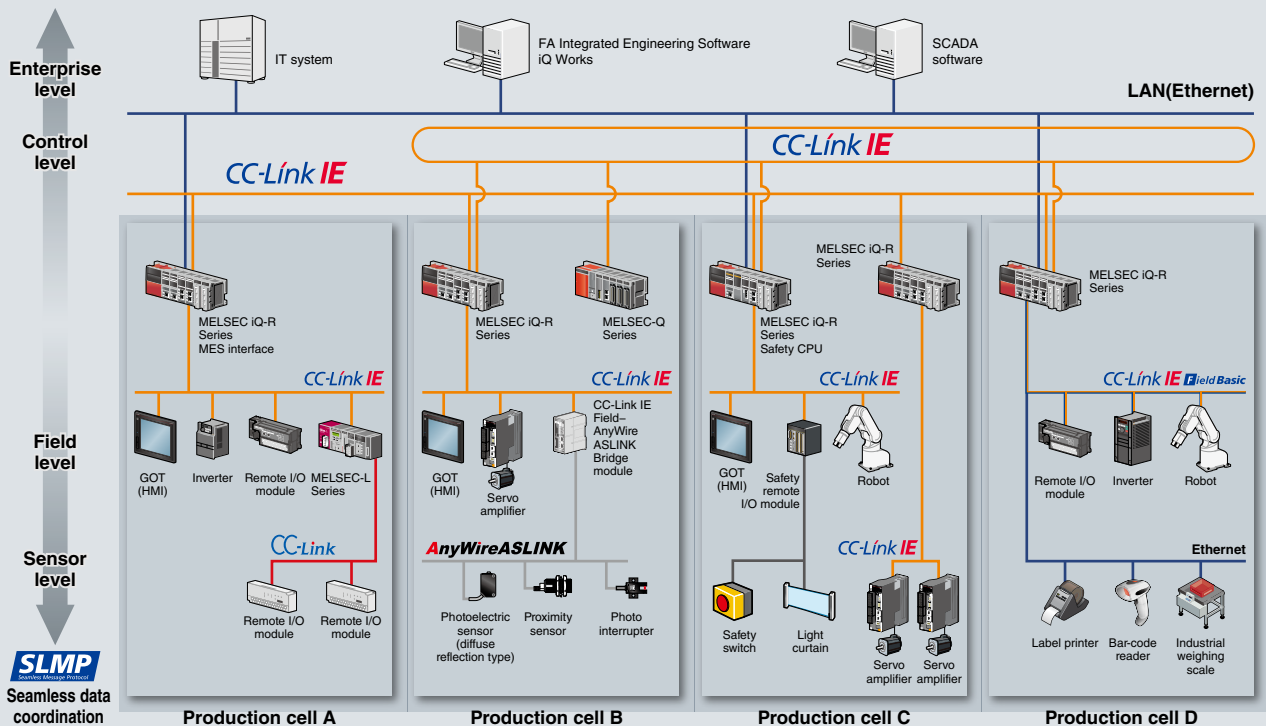 Enterprise
level
Control
level
Field
level
Sensor
level
SLMP
Seamless Message Protocol
Seamless data
coordination
IT system
FA Integrated Engineering Software
iQ Works
SCADA
software
LAN(Ethernet)
CC-Link IE
CC-Link IE
MELSEC iQ-R
Series
MES interface
CC-Link IE
GOT
(HMI)
Inverter
Remote I/O
module
MELSEC-L
Series
CC-Link
Remote I/O
module
Remote I/O
module
Production cell A
MELSEC iQ-R
Series
MELSEC-Q
Series
CC-Link IE
GOT
(HMI)
Servo
amplifier
CC-Link IE
Field–
AnyWire
ASLINK
Bridge
module
AnyWireASLINK
Photoelectric
sensor
(diffuse
reflection type)
Proximity
sensor
Photo
interrupter
Production cell B
MELSEC iQ-R
Series
MELSEC iQ-R
Series
Safety CPU
CC-Link IE
GOT
(HMI)
Safety
remote
I/O module
Robot
CC-Link IE
Safety
switch
Light
curtain
Servo
amplifier
Servo
amplifier
Production cell C
MELSEC iQ-R
Series
CC-Link IE Field Basic
Remote I/O
module
Inverter
Robot
Ethernet
Label printer
Bar-code
reader
Industrial
weighing
scale
Production cell D